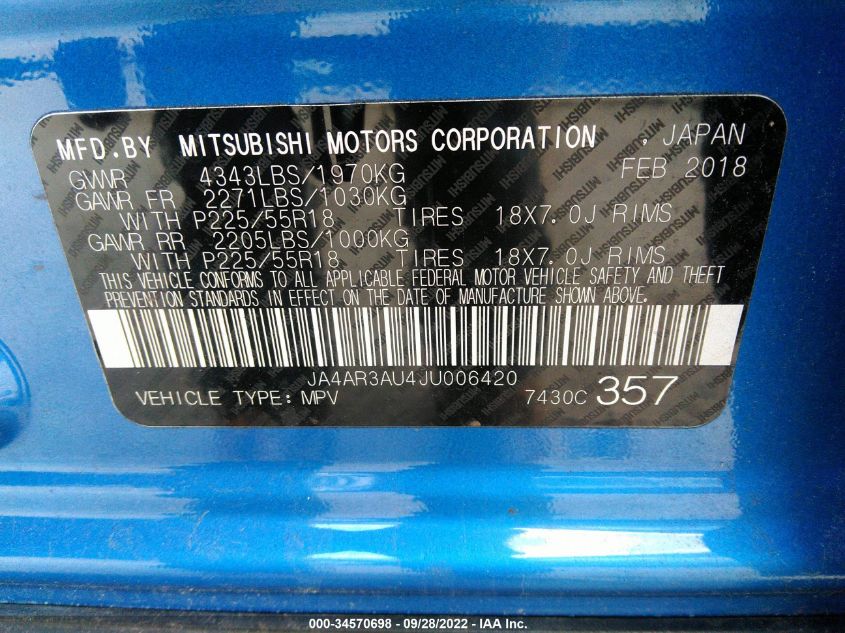 MFD.BY MITSUBISHI MOTORS CORPORATION , JAPAN
GVWR 4343LBS/1970KG FEB 2018
GAWR FR 2271LBS/1030KG
WITH P225/55R18 TIRES 18X7.0J RIMS
GAWR RR 2205LBS/1000KG
WITH P225/55R18 TIRES 18X7.0J RIMS
THIS VEHICLE CONFORMS TO ALL APPLICABLE FEDERAL MOTOR VEHICLE SAFETY AND THEFT
PREVENTION STANDARDS IN EFFECT ON THE DATE OF MANUFACTURE SHOWN ABOVE.
JA4AR3AU4JU006420
VEHICLE TYPE: MPV 7430C 357
000-34570698 - 09/28/2022 - IAA Inc.